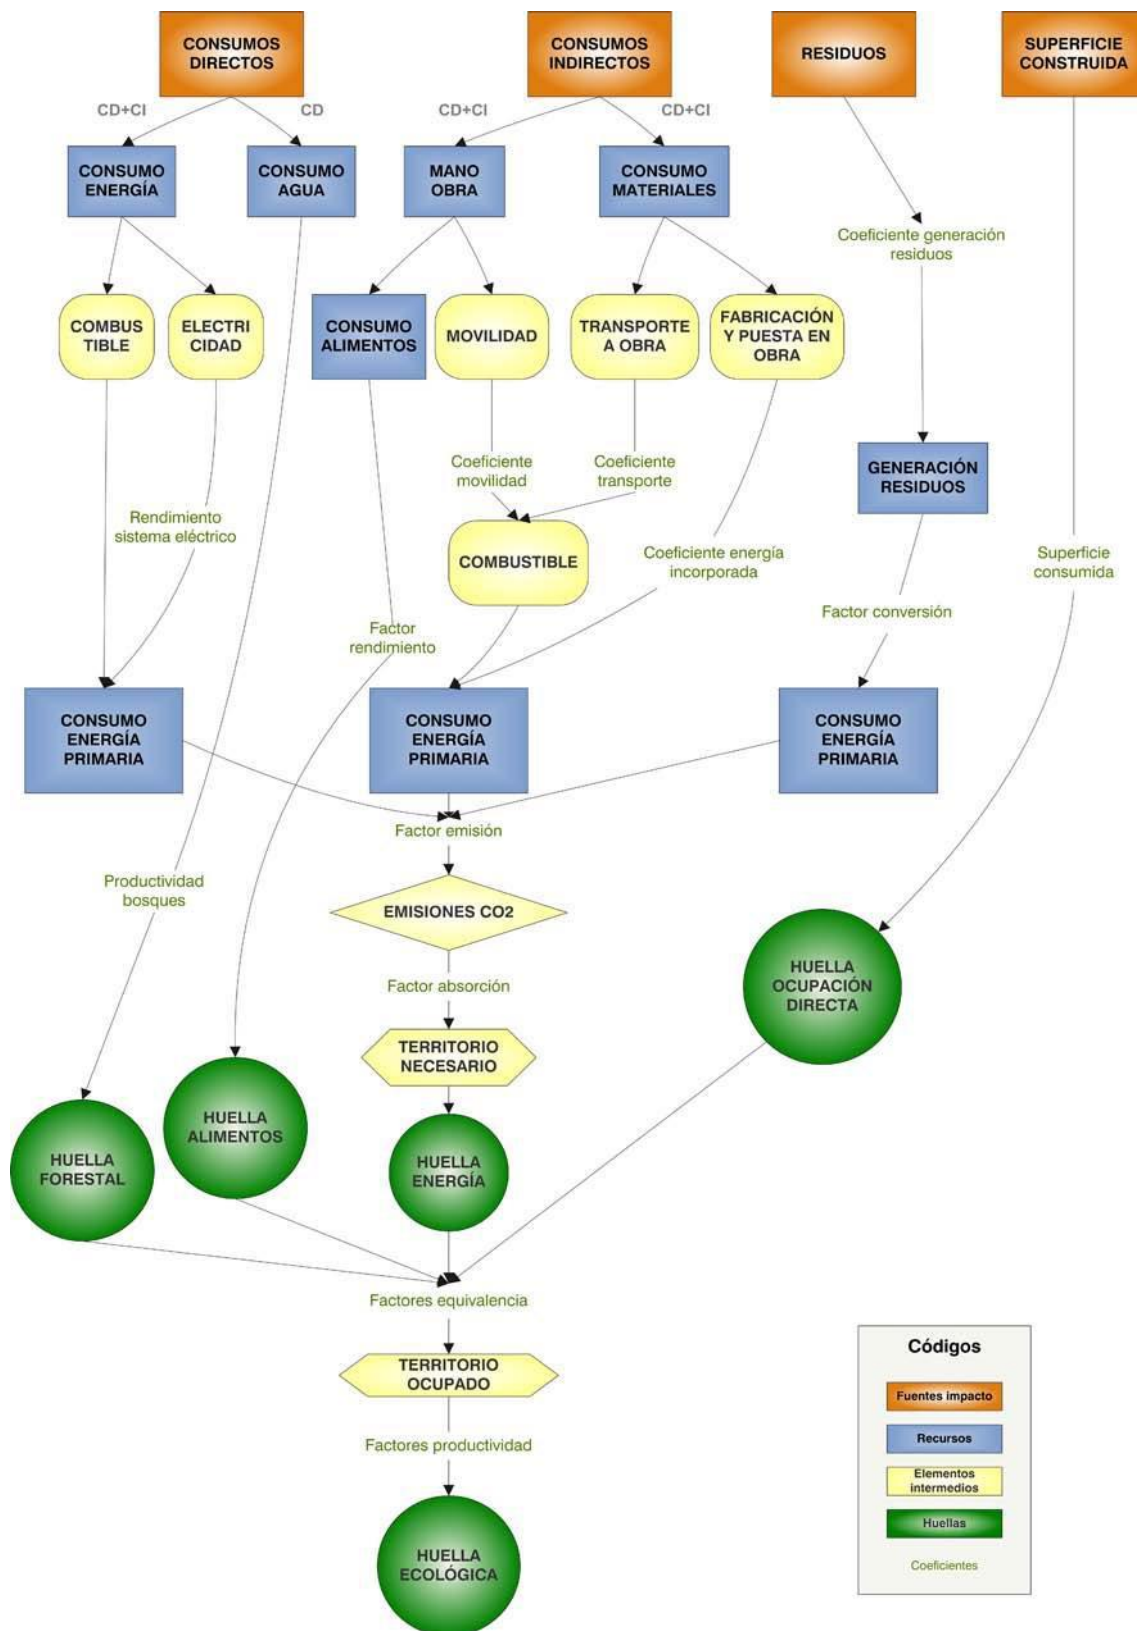 CONSUMOS
DIRECTOS
CONSUMOS
INDIRECTOS
RESIDUOS
SUPERFICIE
CONSTRUIDA
CD+CI
CD
CD+CI
CD+CI
CONSUMO
ENERGÍA
CONSUMO
AGUA
MANO
OBRA
CONSUMO
MATERIALES
Coeficiente generación
residuos
COMBUS
TIBLE
ELECTRI
CIDAD
CONSUMO
ALIMENTOS
MOVILIDAD
TRANSPORTE
A OBRA
FABRICACIÓN
Y PUESTA EN
OBRA
Coeficiente
movilidad
Coeficiente
transporte
GENERACIÓN
RESIDUOS
Rendimiento
sistema eléctrico
COMBUSTIBLE
Coeficiente energía
incorporada
Superficie
consumida
Factor
rendimiento
Factor conversión
CONSUMO
ENERGÍA
PRIMARIA
CONSUMO
ENERGÍA
PRIMARIA
CONSUMO
ENERGÍA
PRIMARIA
Factor emisión
Productividad
bosques
EMISIONES CO2
HUELLA
OCUPACIÓN
DIRECTA
Factor absorción
TERRITORIO
NECESARIO
HUELLA
ALIMENTOS
HUELLA
FORESTAL
HUELLA
ENERGÍA
Factores equivalencia
TERRITORIO
OCUPADO
Factores productividad
HUELLA
ECOLÓGICA
Códigos
Fuentes impacto
Recursos
Elementos
intermedios
Huellas
Coeficientes